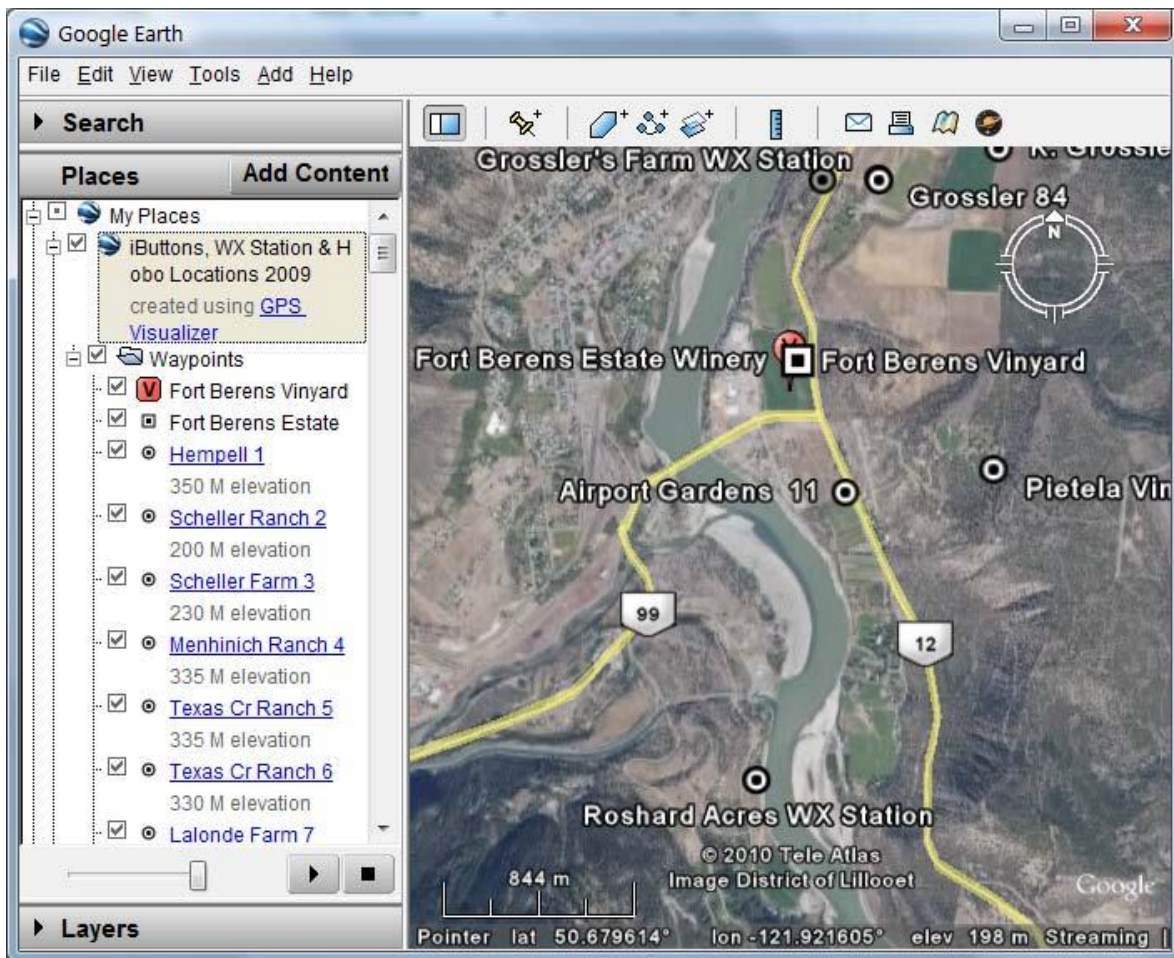 Google Earth
File Edit View Tools Add Help
Search
Places Add Content
My Places
iButtons, WX Station & H
obo Locations 2009
created using GPS
Visualizer
Waypoints
V Fort Berens Vinyard
Fort Berens Estate
Hempell 1
350 M elevation
Scheller Ranch 2
200 M elevation
Scheller Farm 3
230 M elevation
Menhinich Ranch 4
335 M elevation
Texas Cr Ranch 5
335 M elevation
Texas Cr Ranch 6
330 M elevation
Lalonde Farm 7
Layers
Grossler's Farm WX Station
K. Grossle
Grossler 84
N
Fort Berens Estate Winery
V
Fort Berens Vinyard
Airport Gardens 11
Pietela Vin
99
12
Roshard Acres WX Station
© 2010 Tele Atlas
844 m
Image District of Lillooet
Google
Pointer lat 50.679614° lon -121.921605° elev 198 m Streaming |